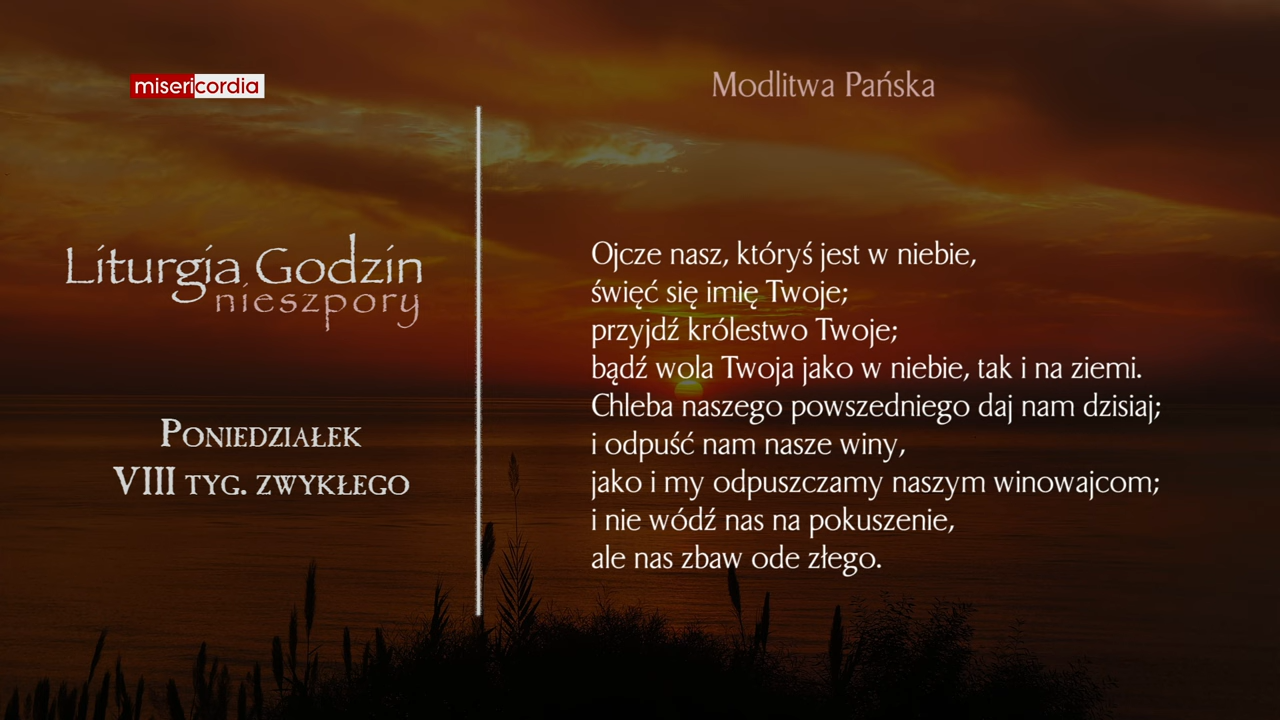 misericordia
Liturgia Godzin
nieszpory
Poniedziałek
VIII tyg. zwykłego
Modlitwa Pańska
Ojcze nasz, któryś jest w niebie,
święć się imię Twoje;
przyjdź królestwo Twoje;
bądź wola Twoja jako w niebie, tak i na ziemi.
Chleba naszego powszedniego daj nam dzisiaj;
i odpuść nam nasze winy,
jako i my odpuszczamy naszym winowajcom;
i nie wódź nas na pokuszenie,
ale nas zbaw ode złego.